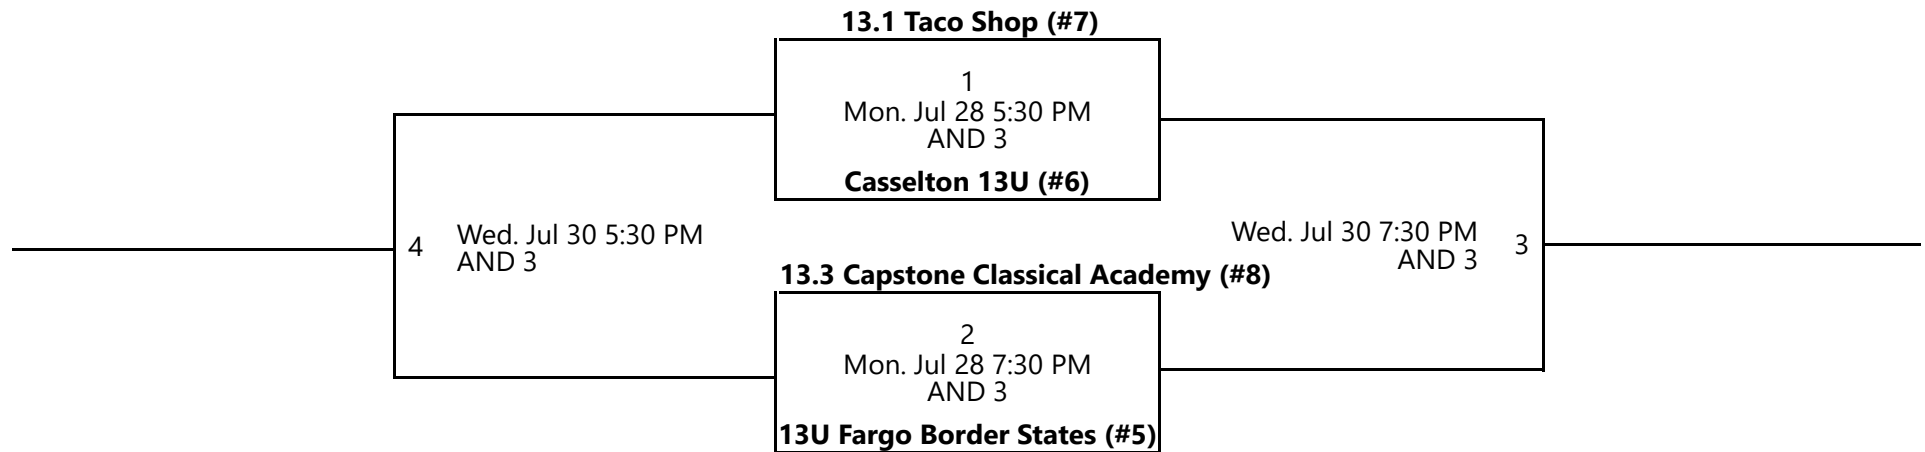 13.1 Taco Shop (#7)
1
Mon. Jul 28 5:30 PM
AND 3
Casselton 13U (#6)
4
Wed. Jul 30 5:30 PM
AND 3
Wed. Jul 30 7:30 PM
AND 3
3
13.3 Capstone Classical Academy (#8)
2
Mon. Jul 28 7:30 PM
AND 3
13U Fargo Border States (#5)